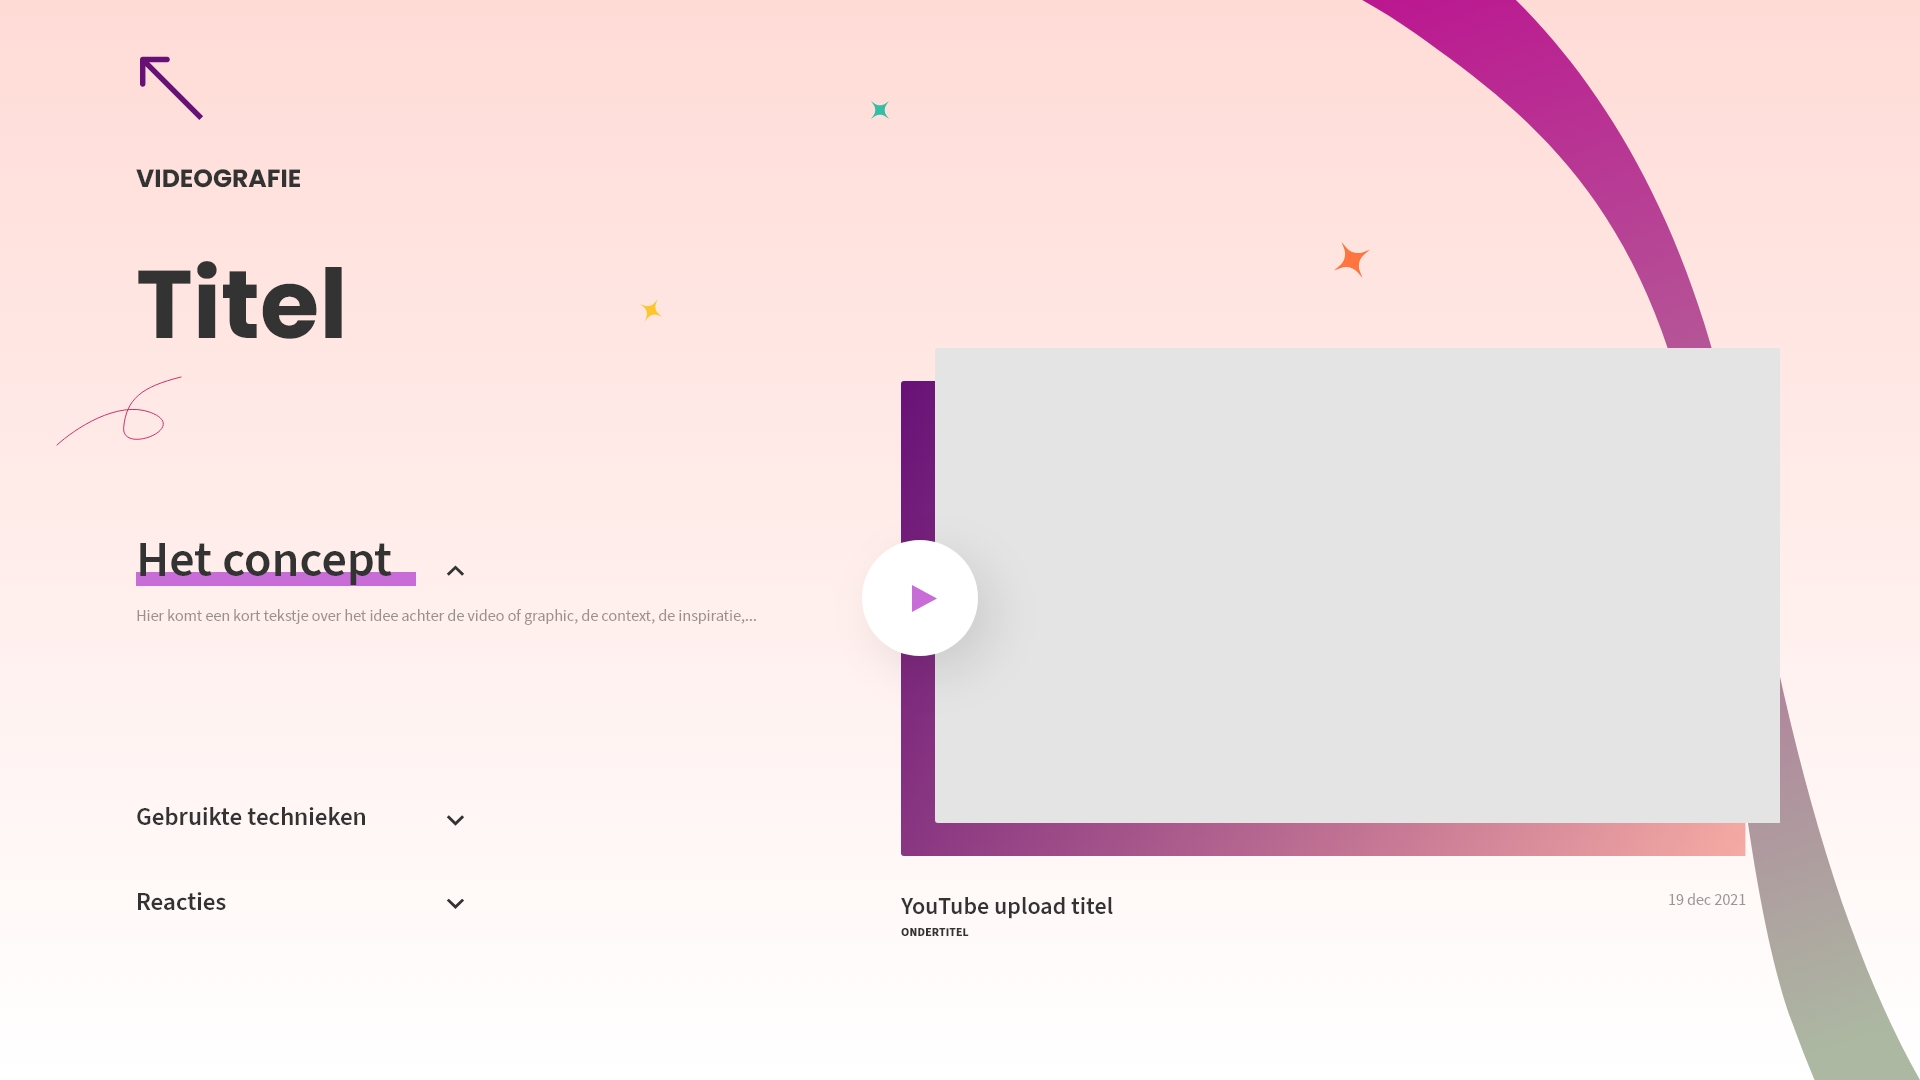 VIDEOGRAFIE
Titel
Het concept
Hier komt een kort tekstje over het idee achter de video of graphic, de context, de inspiratie,...
Gebruikte technieken
Reacties
YouTube upload titel
19 dec 2021
ONDERTITEL